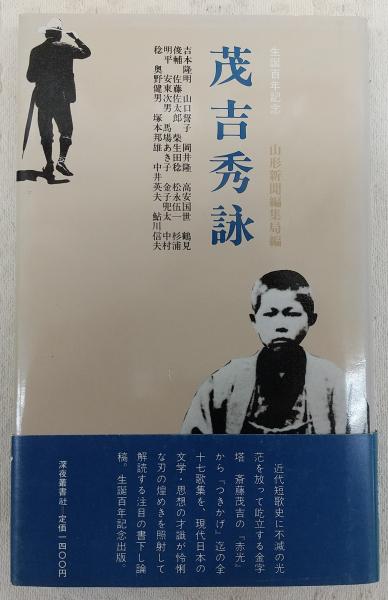 生誕百年記念
山形新聞編集局編
茂吉秀詠
吉本隆明 山口誓子 岡井隆 高安国世 鶴見
俊輔 佐藤佐太郎 柴生田稔 松永伍一 杉浦
明平 安東次男 馬場あき子 金子兜太 中村
稔 奥野健男 塚本邦雄 中井英夫 鮎川信夫
近代短歌史に不滅の光
茫を放って屹立する金字
塔 斎藤茂吉の『赤光』
から『つきかげ』迄の全
十七歌集を、現代日本の
文学・思想の才識が怜悧
な刃の煌めきを照射して
解読する注目の書下し論
稿。生誕百年記念出版。
深夜叢書社=定価一四〇〇円